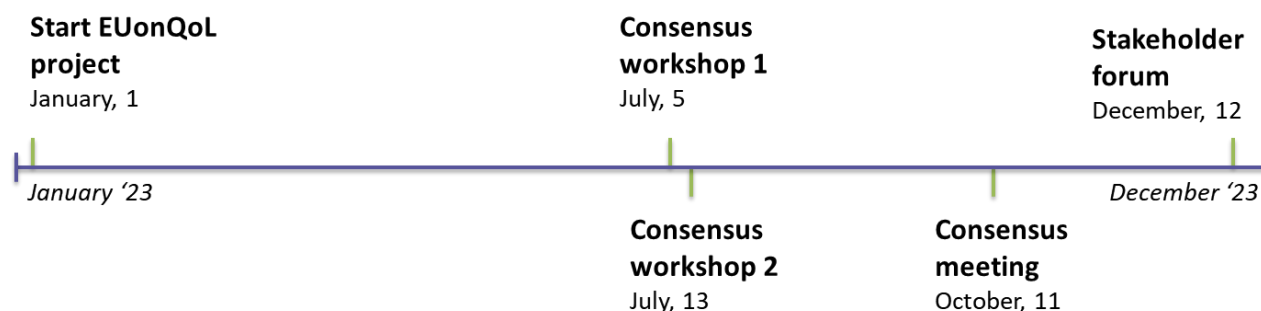 Start EUonQoL
project
January, 1
Consensus
workshop 1
July, 5
Stakeholder
forum
December, 12
January ‘23
December ‘23
Consensus
workshop 2
July, 13
Consensus
meeting
October, 11